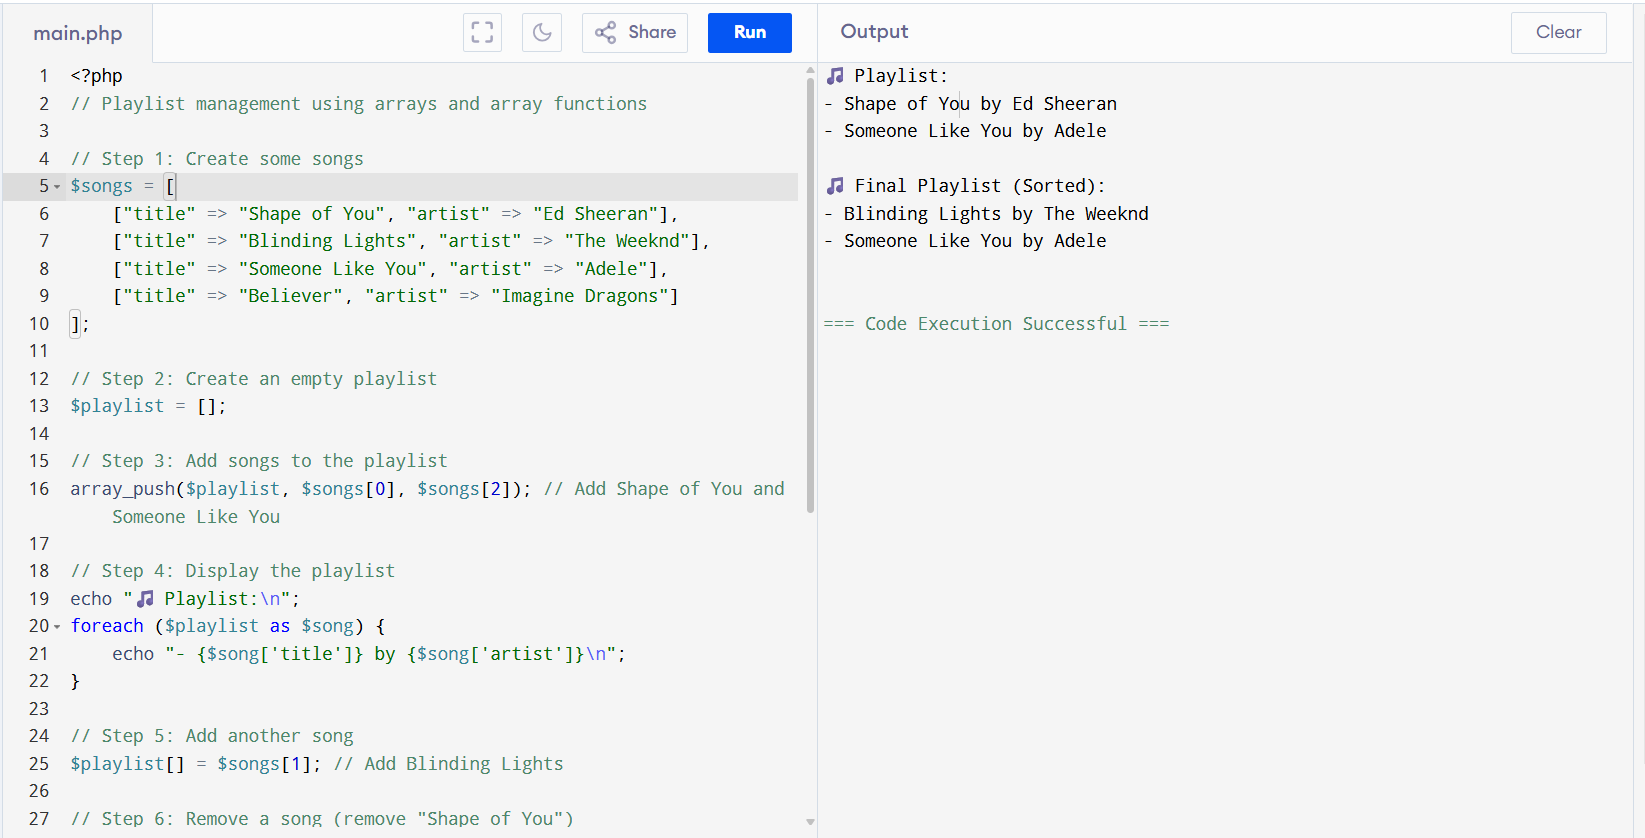 main.php
Share
Run
Output
Clear
1 <?php
2 // Playlist management using arrays and array functions
3
4 // Step 1: Create some songs
5 $songs = [
6 ["title" => "Shape of You", "artist" => "Ed Sheeran"],
7 ["title" => "Blinding Lights", "artist" => "The Weeknd"],
8 ["title" => "Someone Like You", "artist" => "Adele"],
9 ["title" => "Believer", "artist" => "Imagine Dragons"]
10 ];
11
12 // Step 2: Create an empty playlist
13 $playlist = [];
14
15 // Step 3: Add songs to the playlist
16 array_push($playlist, $songs[0], $songs[2]); // Add Shape of You and
Someone Like You
17
18 // Step 4: Display the playlist
19 echo "🎵 Playlist:\n";
20 foreach ($playlist as $song) {
21 echo "- {$song['title']} by {$song['artist']}\n";
22 }
23
24 // Step 5: Add another song
25 $playlist[] = $songs[1]; // Add Blinding Lights
26
27 // Step 6: Remove a song (remove "Shape of You")
🎵 Playlist:
- Shape of You by Ed Sheeran
- Someone Like You by Adele
🎵 Final Playlist (Sorted):
- Blinding Lights by The Weeknd
- Someone Like You by Adele
=== Code Execution Successful ===